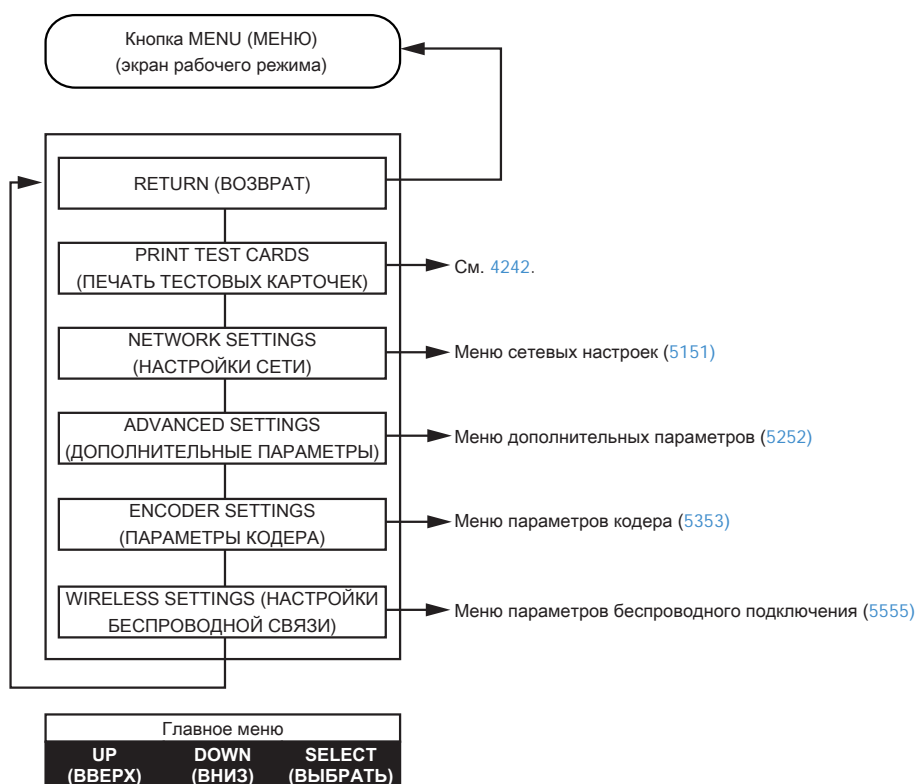 Кнопка MENU (МЕНЮ)
(экран рабочего режима)
RETURN (ВОЗВРАТ)
PRINT TEST CARDS
(ПЕЧАТЬ ТЕСТОВЫХ КАРТОЧЕК)
См. 4242.
NETWORK SETTINGS
(НАСТРОЙКИ СЕТИ)
Меню сетевых настроек (5151)
ADVANCED SETTINGS
(ДОПОЛНИТЕЛЬНЫЕ ПАРАМЕТРЫ)
Меню дополнительных параметров (5252)
ENCODER SETTINGS
(ПАРАМЕТРЫ КОДЕРА)
Меню параметров кодера (5353)
WIRELESS SETTINGS (НАСТРОЙКИ
БЕСПРОВОДНОЙ СВЯЗИ)
Меню параметров беспроводного подключения (5555)
Главное меню
UP DOWN SELECT
(ВВЕРХ) (ВНИЗ) (ВЫБРАТЬ)